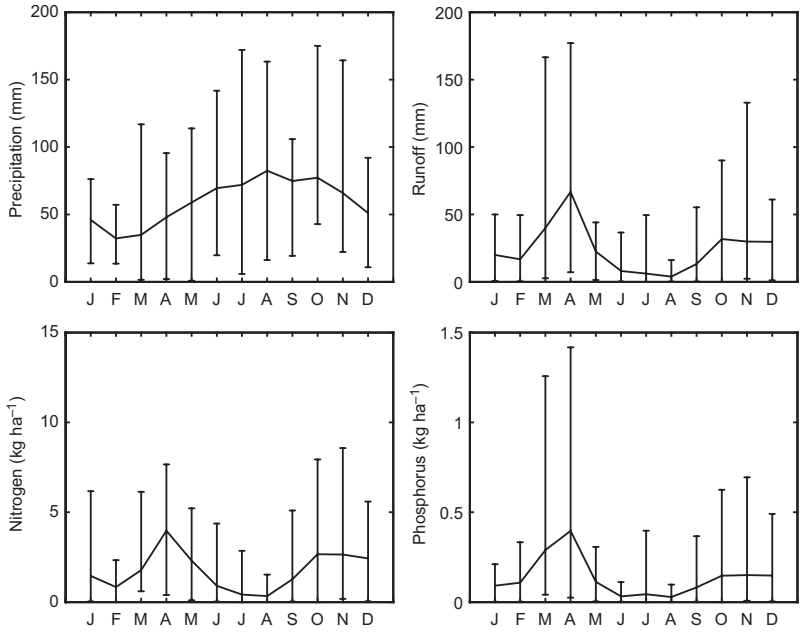 200
150
100
50
0
Precipitation (mm)
J F M A M J J A S O N D
200
150
100
50
0
Runoff (mm)
J F M A M J J A S O N D
15
10
5
0
Nitrogen (kg ha⁻¹)
J F M A M J J A S O N D
1.5
1
0.5
0
Phosphorus (kg ha⁻¹)
J F M A M J J A S O N D